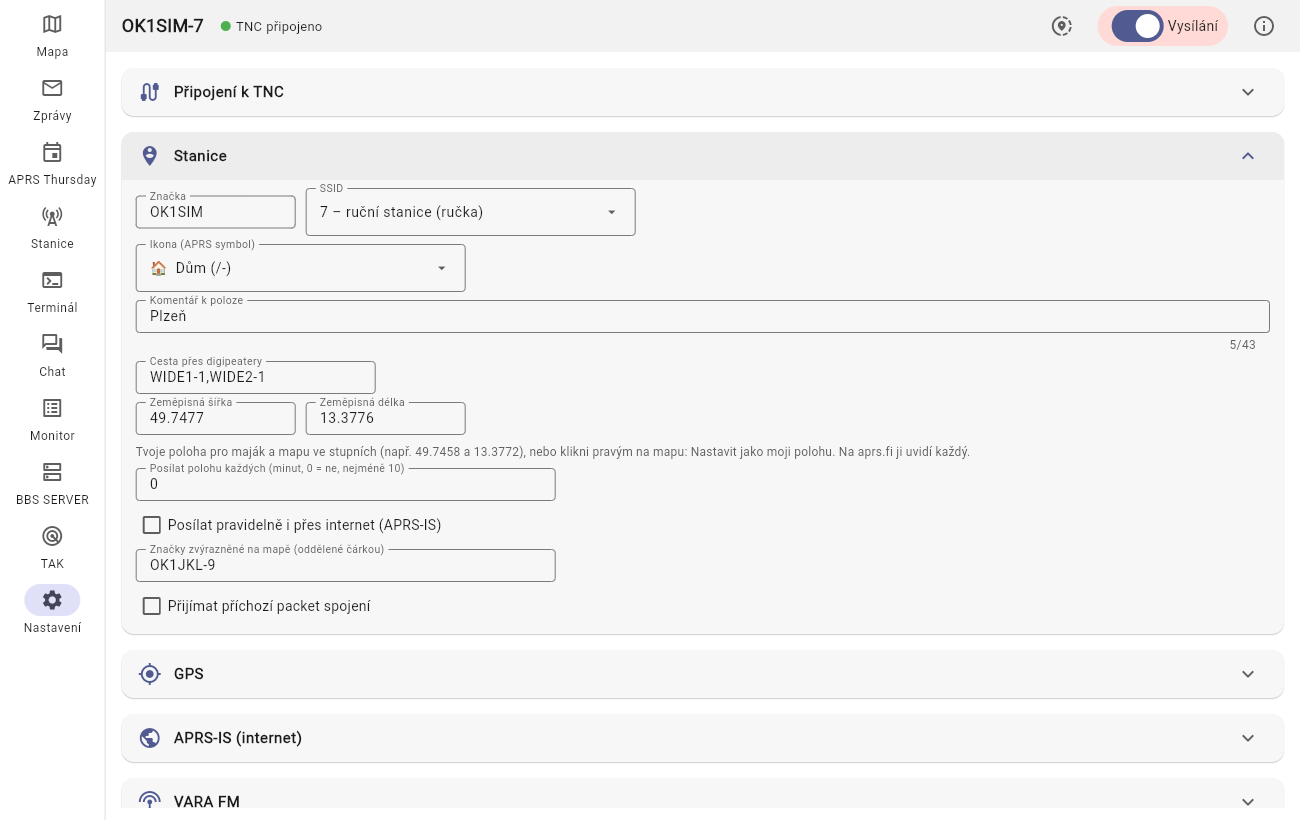 OK1SIM-7
TNC připojeno
Vysílání
Mapa
Zprávy
APRS Thursday
Stanice
Terminál
Chat
Monitor
BBS SERVER
TAK
Nastavení
Připojení k TNC
Stanice
Značka
OK1SIM
SSID
7 – ruční stanice (ručka)
Ikona (APRS symbol)
Dům (/-)
Komentář k poloze
Plzeň
5/43
Cesta přes digipeatery
WIDE1-1,WIDE2-1
Zeměpisná šířka
49.7477
Zeměpisná délka
13.3776
Tvoje poloha pro maják a mapu ve stupních (např. 49.7458 a 13.3772), nebo klikni pravým na mapu: Nastavit jako moji polohu. Na aprs.fi ji uvidí každý.
Posílat polohu každých (minut, 0 = ne, nejméně 10)
0
Posílat pravidelně i přes internet (APRS-IS)
Značky zvýrazněné na mapě (oddělené čárkou)
OK1JKL-9
Přijímat příchozí packet spojení
GPS
APRS-IS (internet)
VARA FM